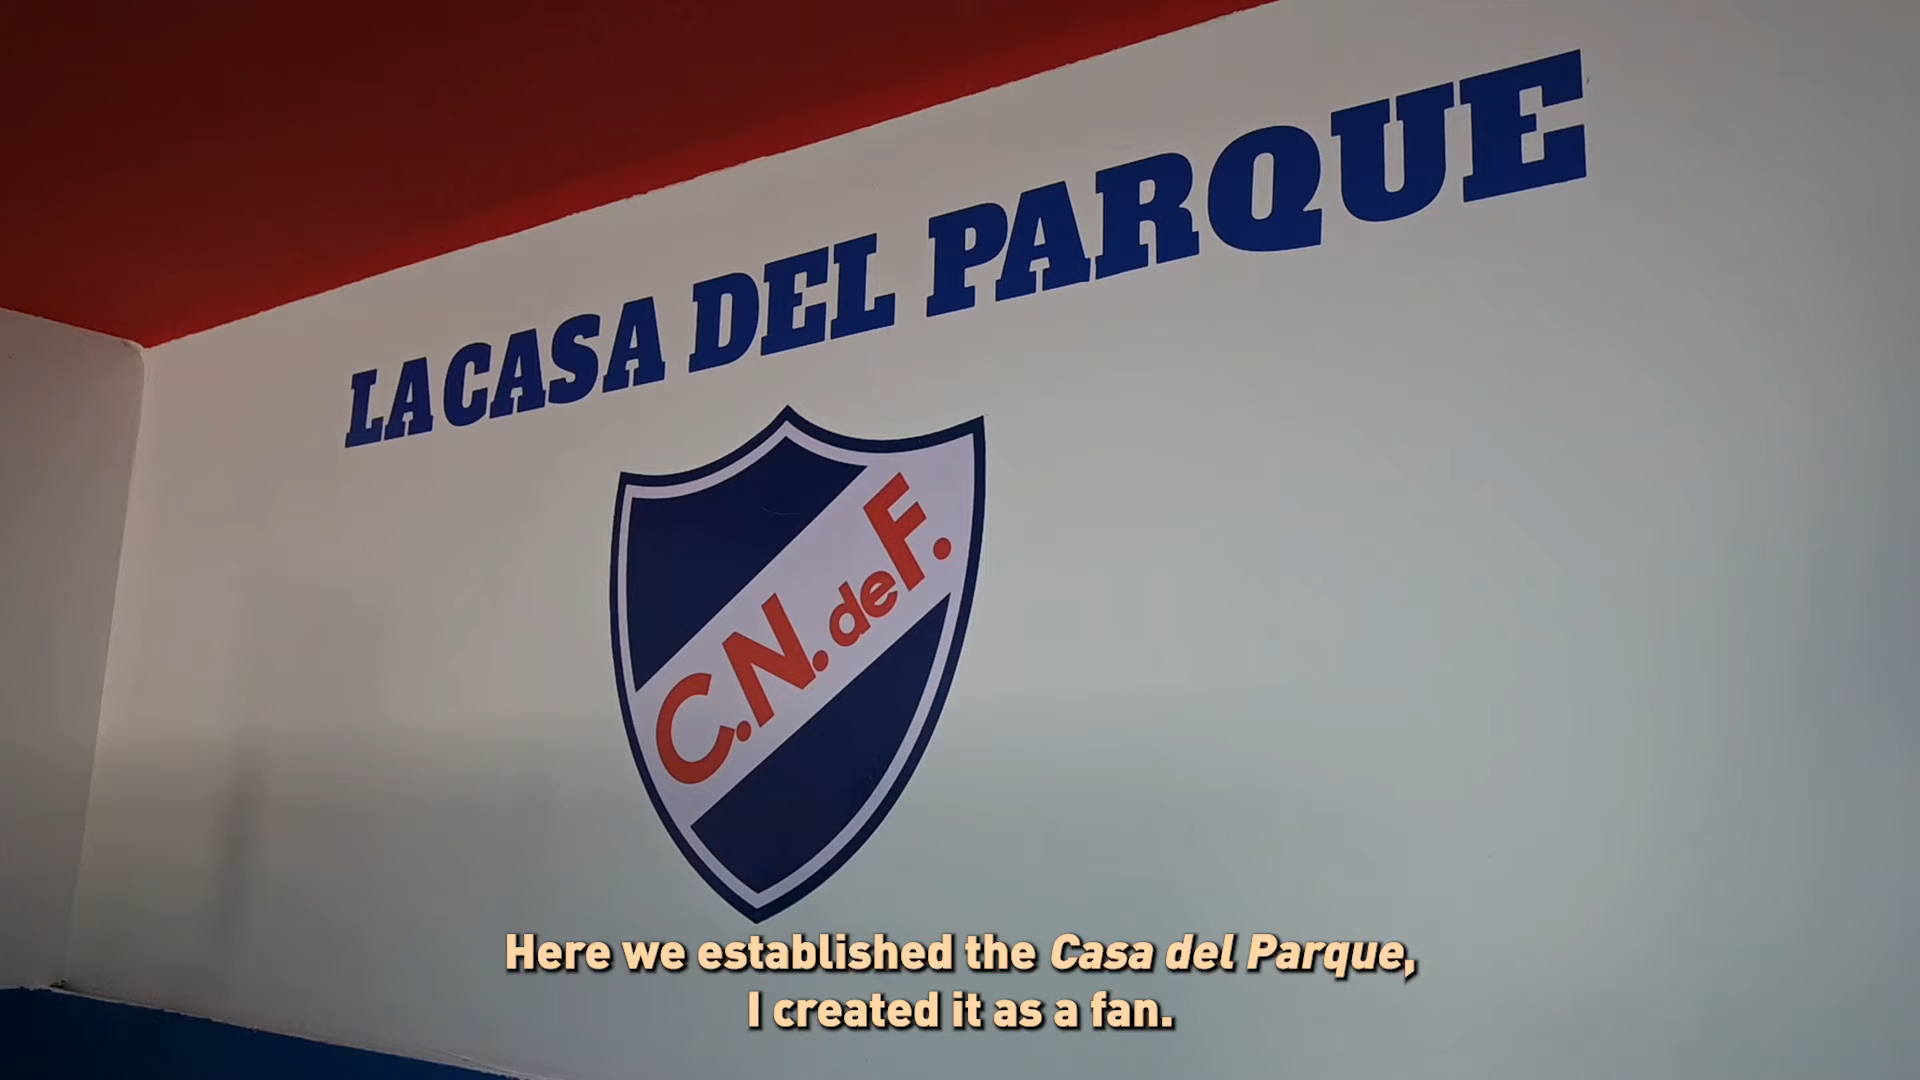 LA CASA DEL PARQUE
C.N. de F.
Here we established the Casa del Parque,
I created it as a fan.